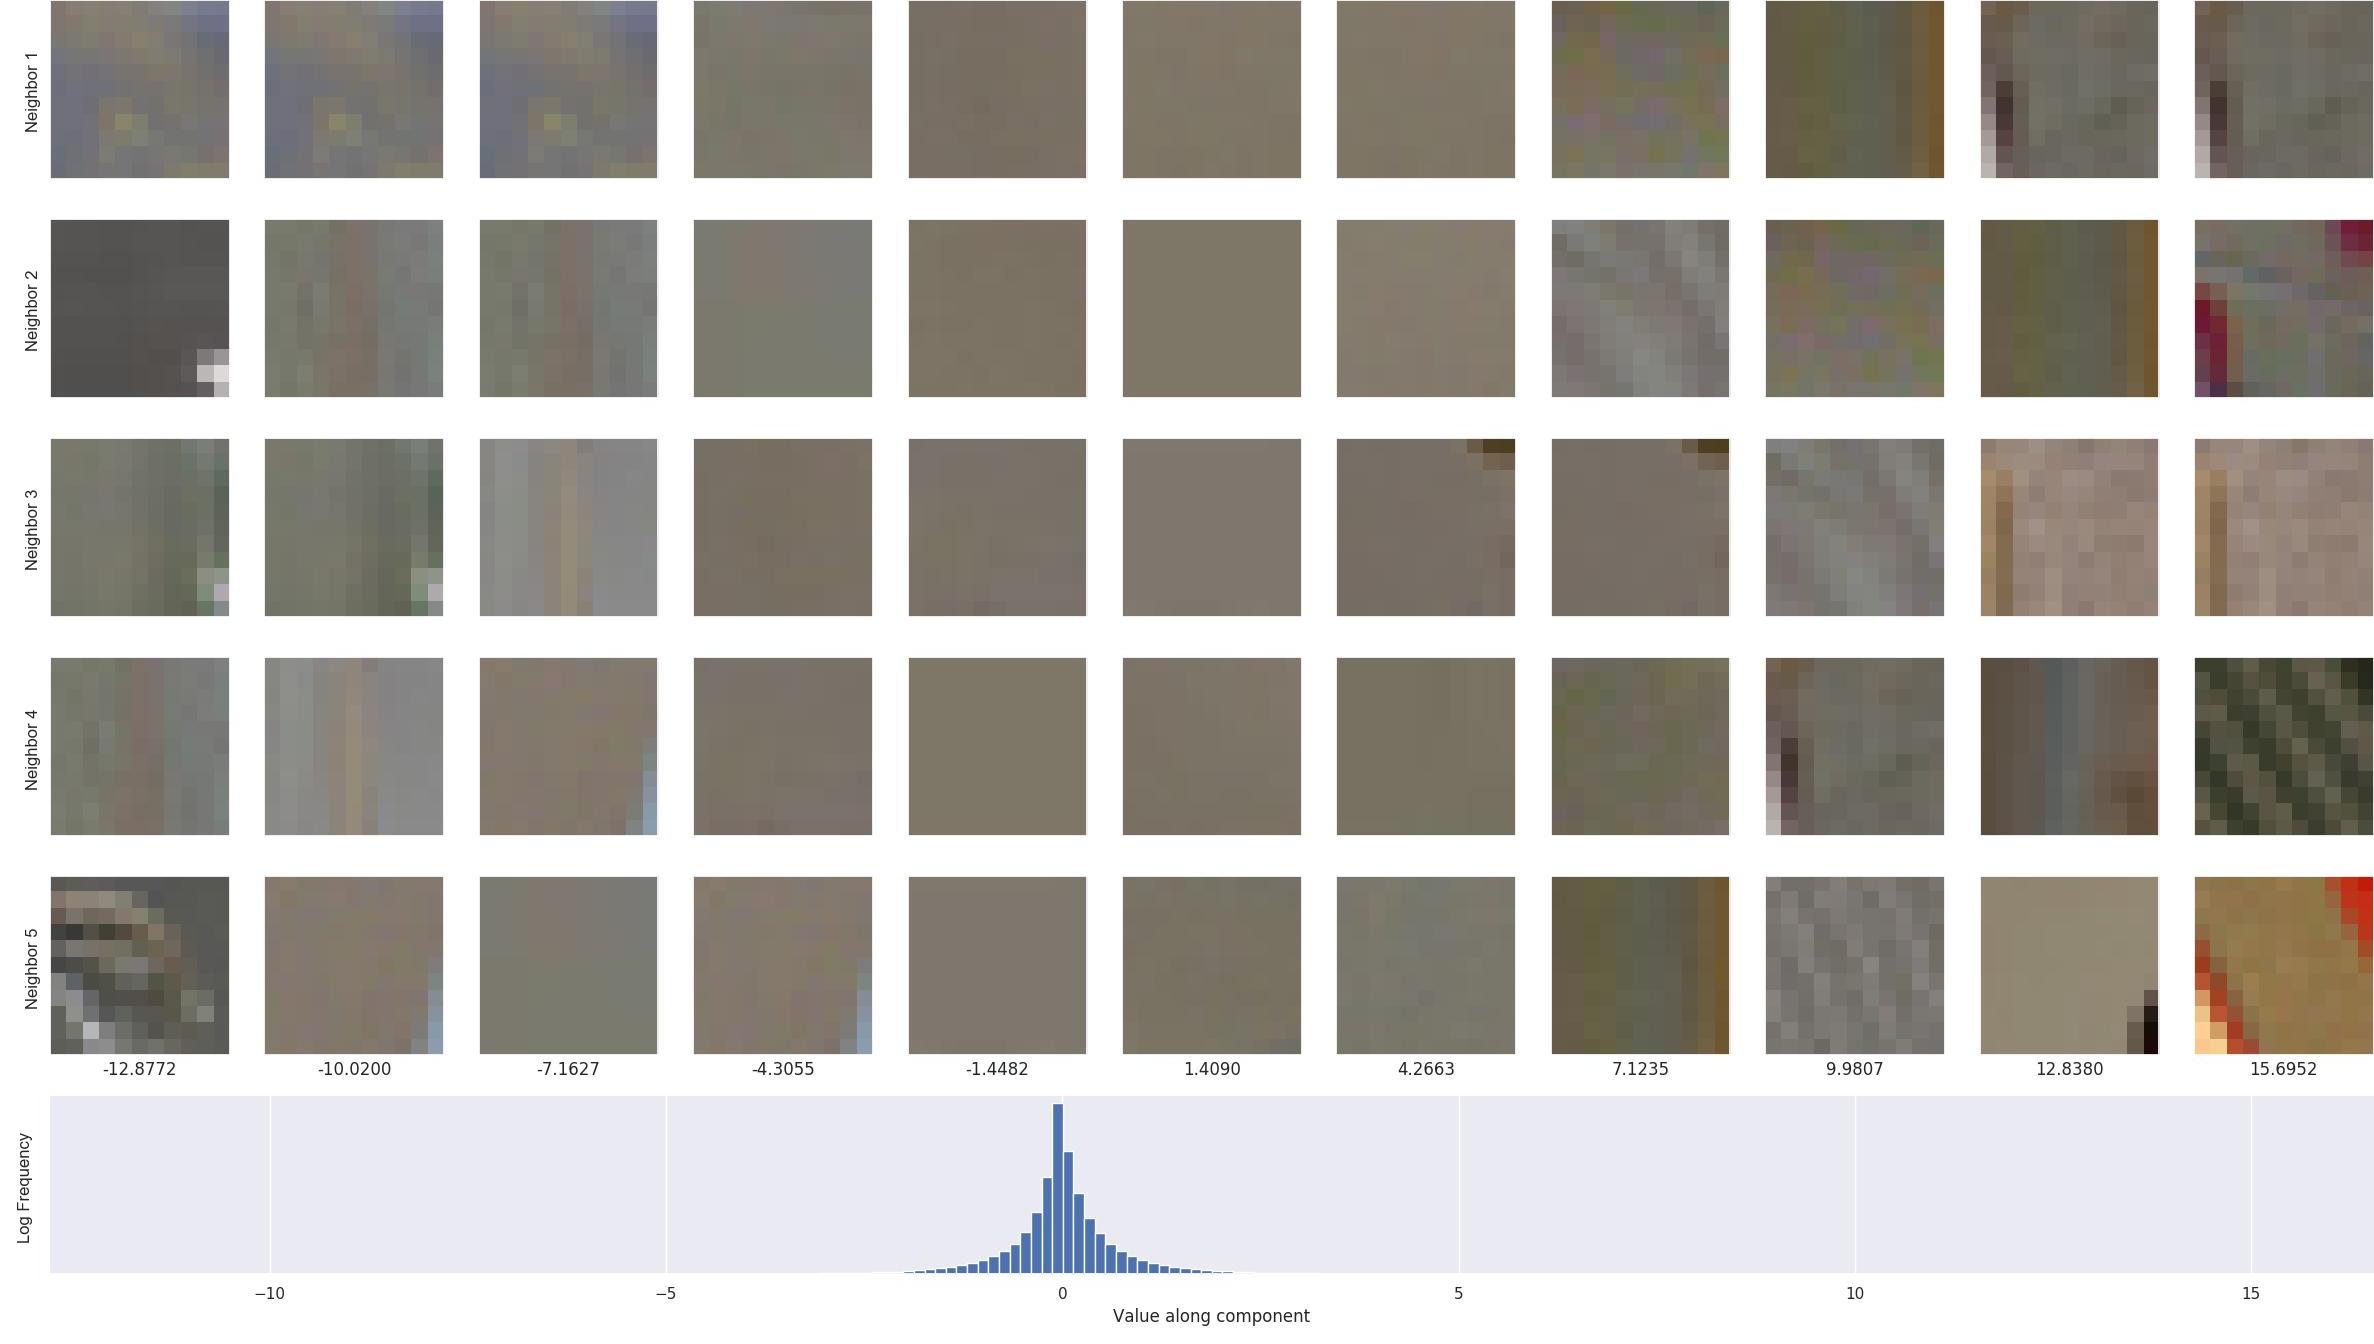 Neighbor 1
Neighbor 2
Neighbor 3
Neighbor 4
Neighbor 5
-12.8772 -10.0200 -7.1627 -4.3055 -1.4482 1.4090 4.2663 7.1235 9.9807 12.8380 15.6952
Log Frequency
−10 −5 0 5 10 15
Value along component